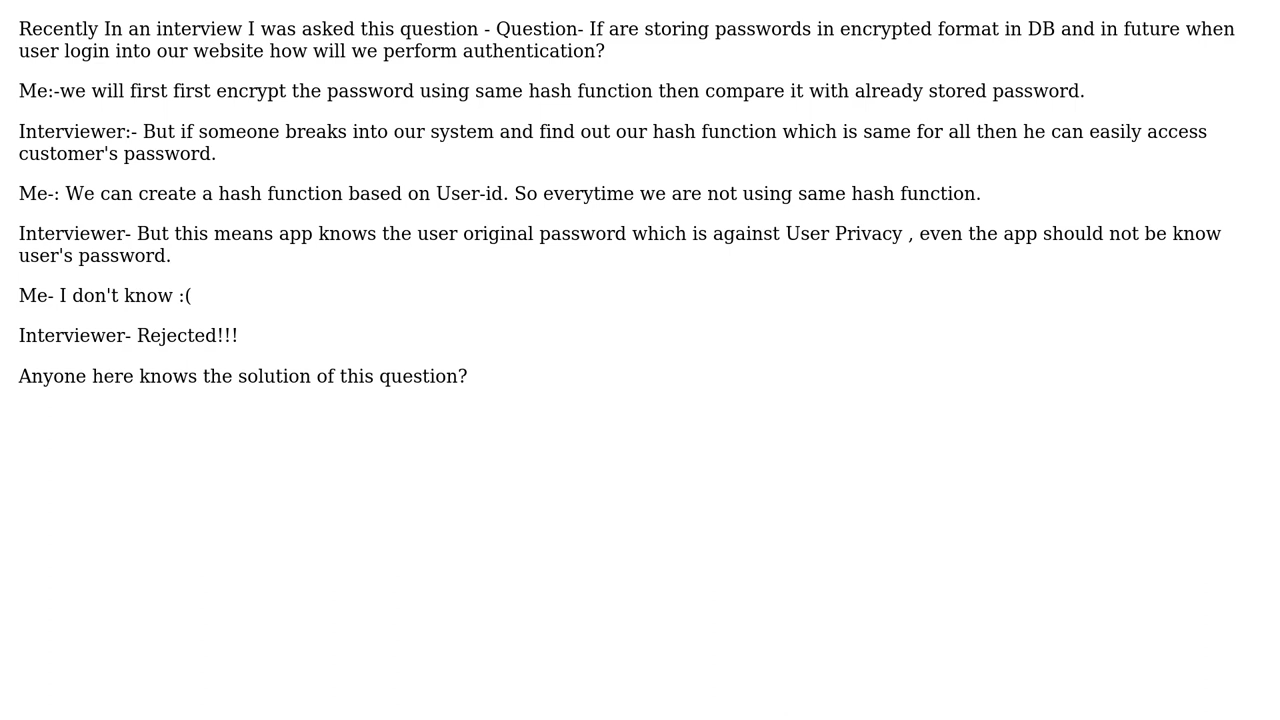 Recently In an interview I was asked this question - Question- If are storing passwords in encrypted format in DB and in future when
user login into our website how will we perform authentication?
Me:-we will first first encrypt the password using same hash function then compare it with already stored password.
Interviewer:- But if someone breaks into our system and find out our hash function which is same for all then he can easily access
customer's password.
Me-: We can create a hash function based on User-id. So everytime we are not using same hash function.
Interviewer- But this means app knows the user original password which is against User Privacy , even the app should not be know
user's password.
Me- I don't know :(
Interviewer- Rejected!!!
Anyone here knows the solution of this question?